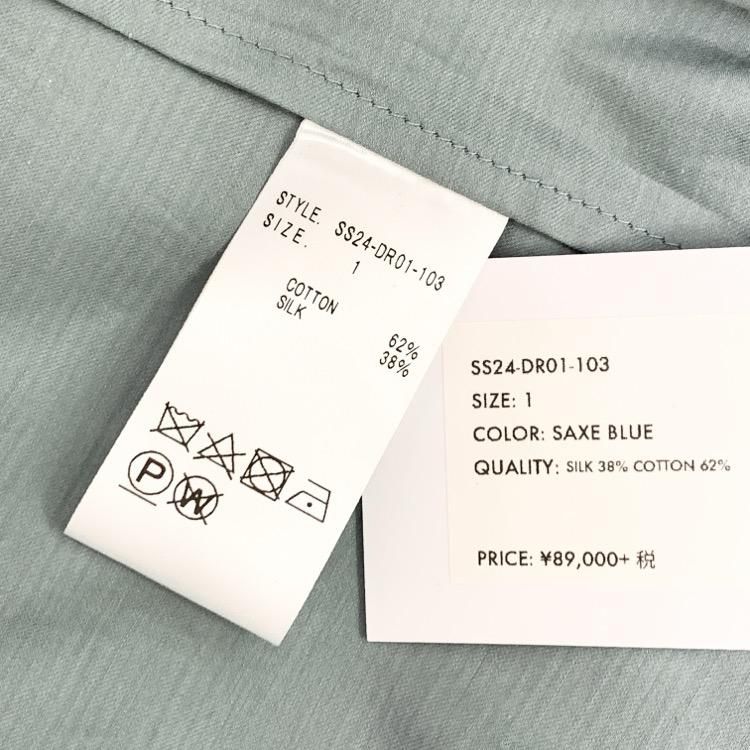 STYLE. SS24-DR01-103
SIZE. 1
COTTON 62%
SILK 38%
P
W
SS24-DR01-103
SIZE: 1
COLOR: SAXE BLUE
QUALITY: SILK 38% COTTON 62%
PRICE: ¥89,000+ 税